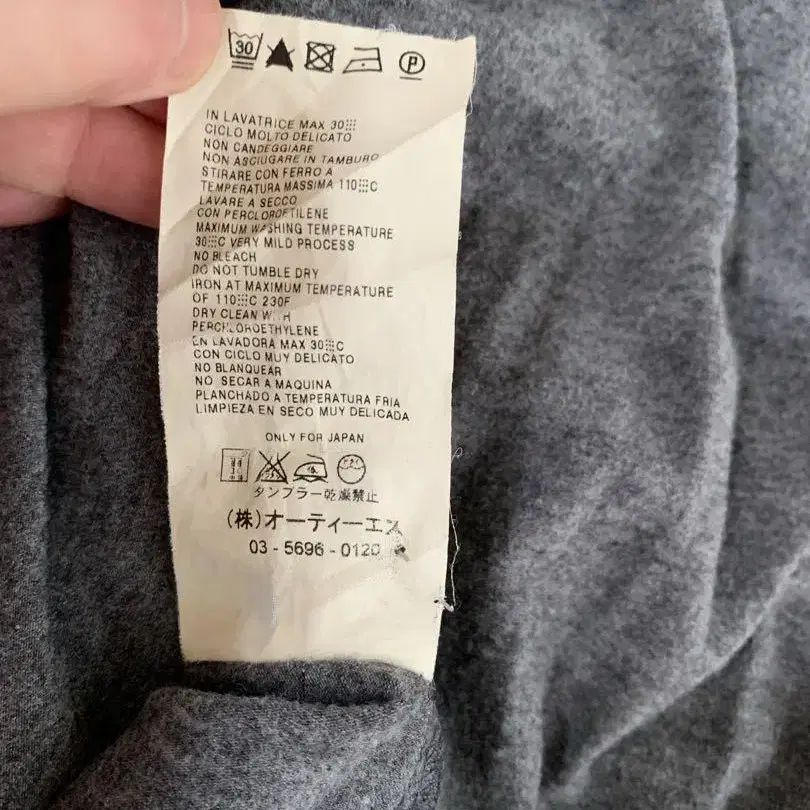 30
P
IN LAVATRICE MAX 30
CICLO MOLTO DELICATO
NON CANDEGGIARE
NON ASCIUGARE IN TAMBURO
STIRARE CON FERRO A
TEMPERATURA MASSIMA 110 C
LAVARE A SECCO
CON PERCLOROETILENE
MAXIMUM WASHING TEMPERATURE
30 C VERY MILD PROCESS
NO BLEACH
DO NOT TUMBLE DRY
IRON AT MAXIMUM TEMPERATURE
OF 110 C 230F
DRY CLEAN WITH
PERCHLOROETHYLENE
EN LAVADORA MAX 30 C
CON CICLO MUY DELICATO
NO BLANQUEAR
NO SECAR A MAQUINA
PLANCHADO A TEMPERATURA FRIA
LIMPIEZA EN SECO MUY DELICADA
ONLY FOR JAPAN
タンブラー乾燥禁止
(株)オーティーエス
03-5696-0120